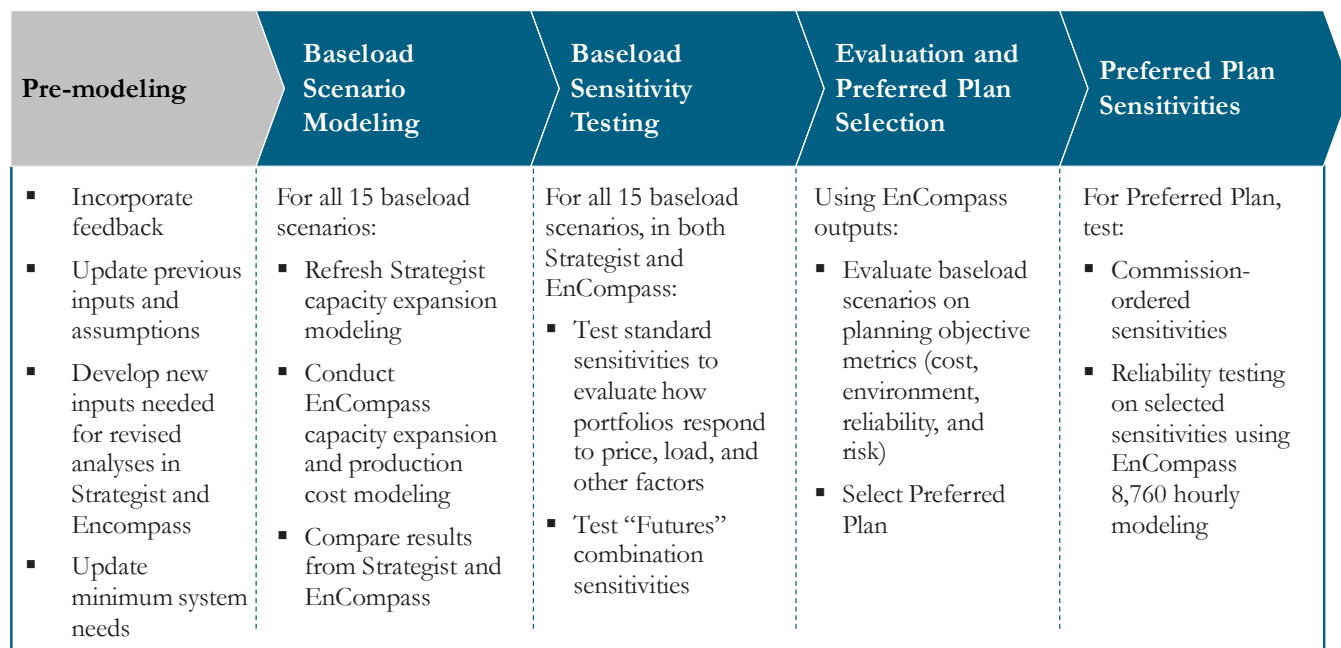 Pre-modeling
Baseload
Scenario
Modeling
Baseload
Sensitivity
Testing
Evaluation and
Preferred Plan
Selection
Preferred Plan
Sensitivities
▪ Incorporate
feedback
▪ Update previous
inputs and
assumptions
▪ Develop new
inputs needed
for revised
analyses in
Strategist and
Encompass
▪ Update
minimum system
needs
For all 15 baseload
scenarios:
▪ Refresh Strategist
capacity expansion
modeling
▪ Conduct
EnCompass
capacity expansion
and production
cost modeling
▪ Compare results
from Strategist and
EnCompass
For all 15 baseload
scenarios, in both
Strategist and
EnCompass:
▪ Test standard
sensitivities to
evaluate how
portfolios respond
to price, load, and
other factors
▪ Test “Futures”
combination
sensitivities
Using EnCompass
outputs:
▪ Evaluate baseload
scenarios on
planning objective
metrics (cost,
environment,
reliability, and
risk)
▪ Select Preferred
Plan
For Preferred Plan,
test:
▪ Commission-
ordered
sensitivities
▪ Reliability testing
on selected
sensitivities using
EnCompass
8,760 hourly
modeling